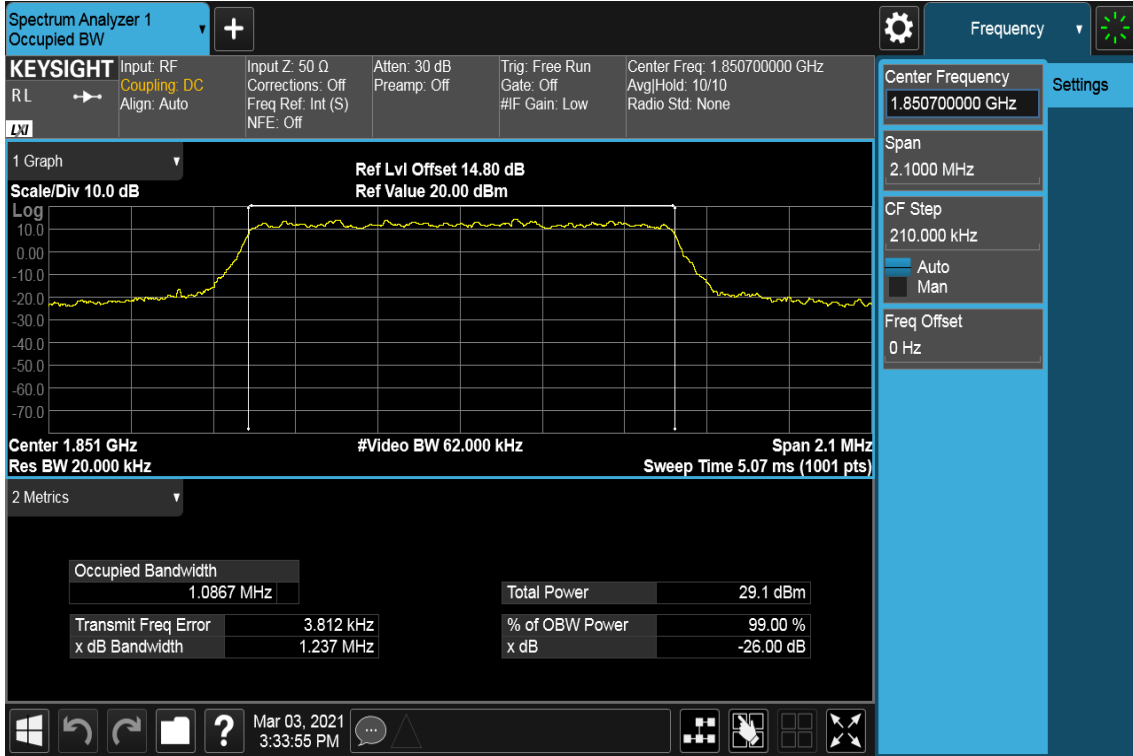 Spectrum Analyzer 1
Occupied BW
+
Frequency
KEYSIGHT
R L
LXI
Input: RF
Coupling: DC
Align: Auto
Input Z: 50 Ω
Corrections: Off
Freq Ref: Int (S)
NFE: Off
Atten: 30 dB
Preamp: Off
Trig: Free Run
Gate: Off
#IF Gain: Low
Center Freq: 1.850700000 GHz
Avg|Hold: 10/10
Radio Std: None
Center Frequency
1.850700000 GHz
Settings
Span
2.1000 MHz
CF Step
210.000 kHz
Auto
Man
Freq Offset
0 Hz
1 Graph
Scale/Div 10.0 dB
Ref Lvl Offset 14.80 dB
Ref Value 20.00 dBm
Log
10.0
0.00
-10.0
-20.0
-30.0
-40.0
-50.0
-60.0
-70.0
Center 1.851 GHz
#Video BW 62.000 kHz
Span 2.1 MHz
Res BW 20.000 kHz
Sweep Time 5.07 ms (1001 pts)
2 Metrics
Occupied Bandwidth
1.0867 MHz
Total Power 29.1 dBm
Transmit Freq Error 3.812 kHz
% of OBW Power 99.00 %
x dB Bandwidth 1.237 MHz
x dB -26.00 dB
?
Mar 03, 2021
3:33:55 PM